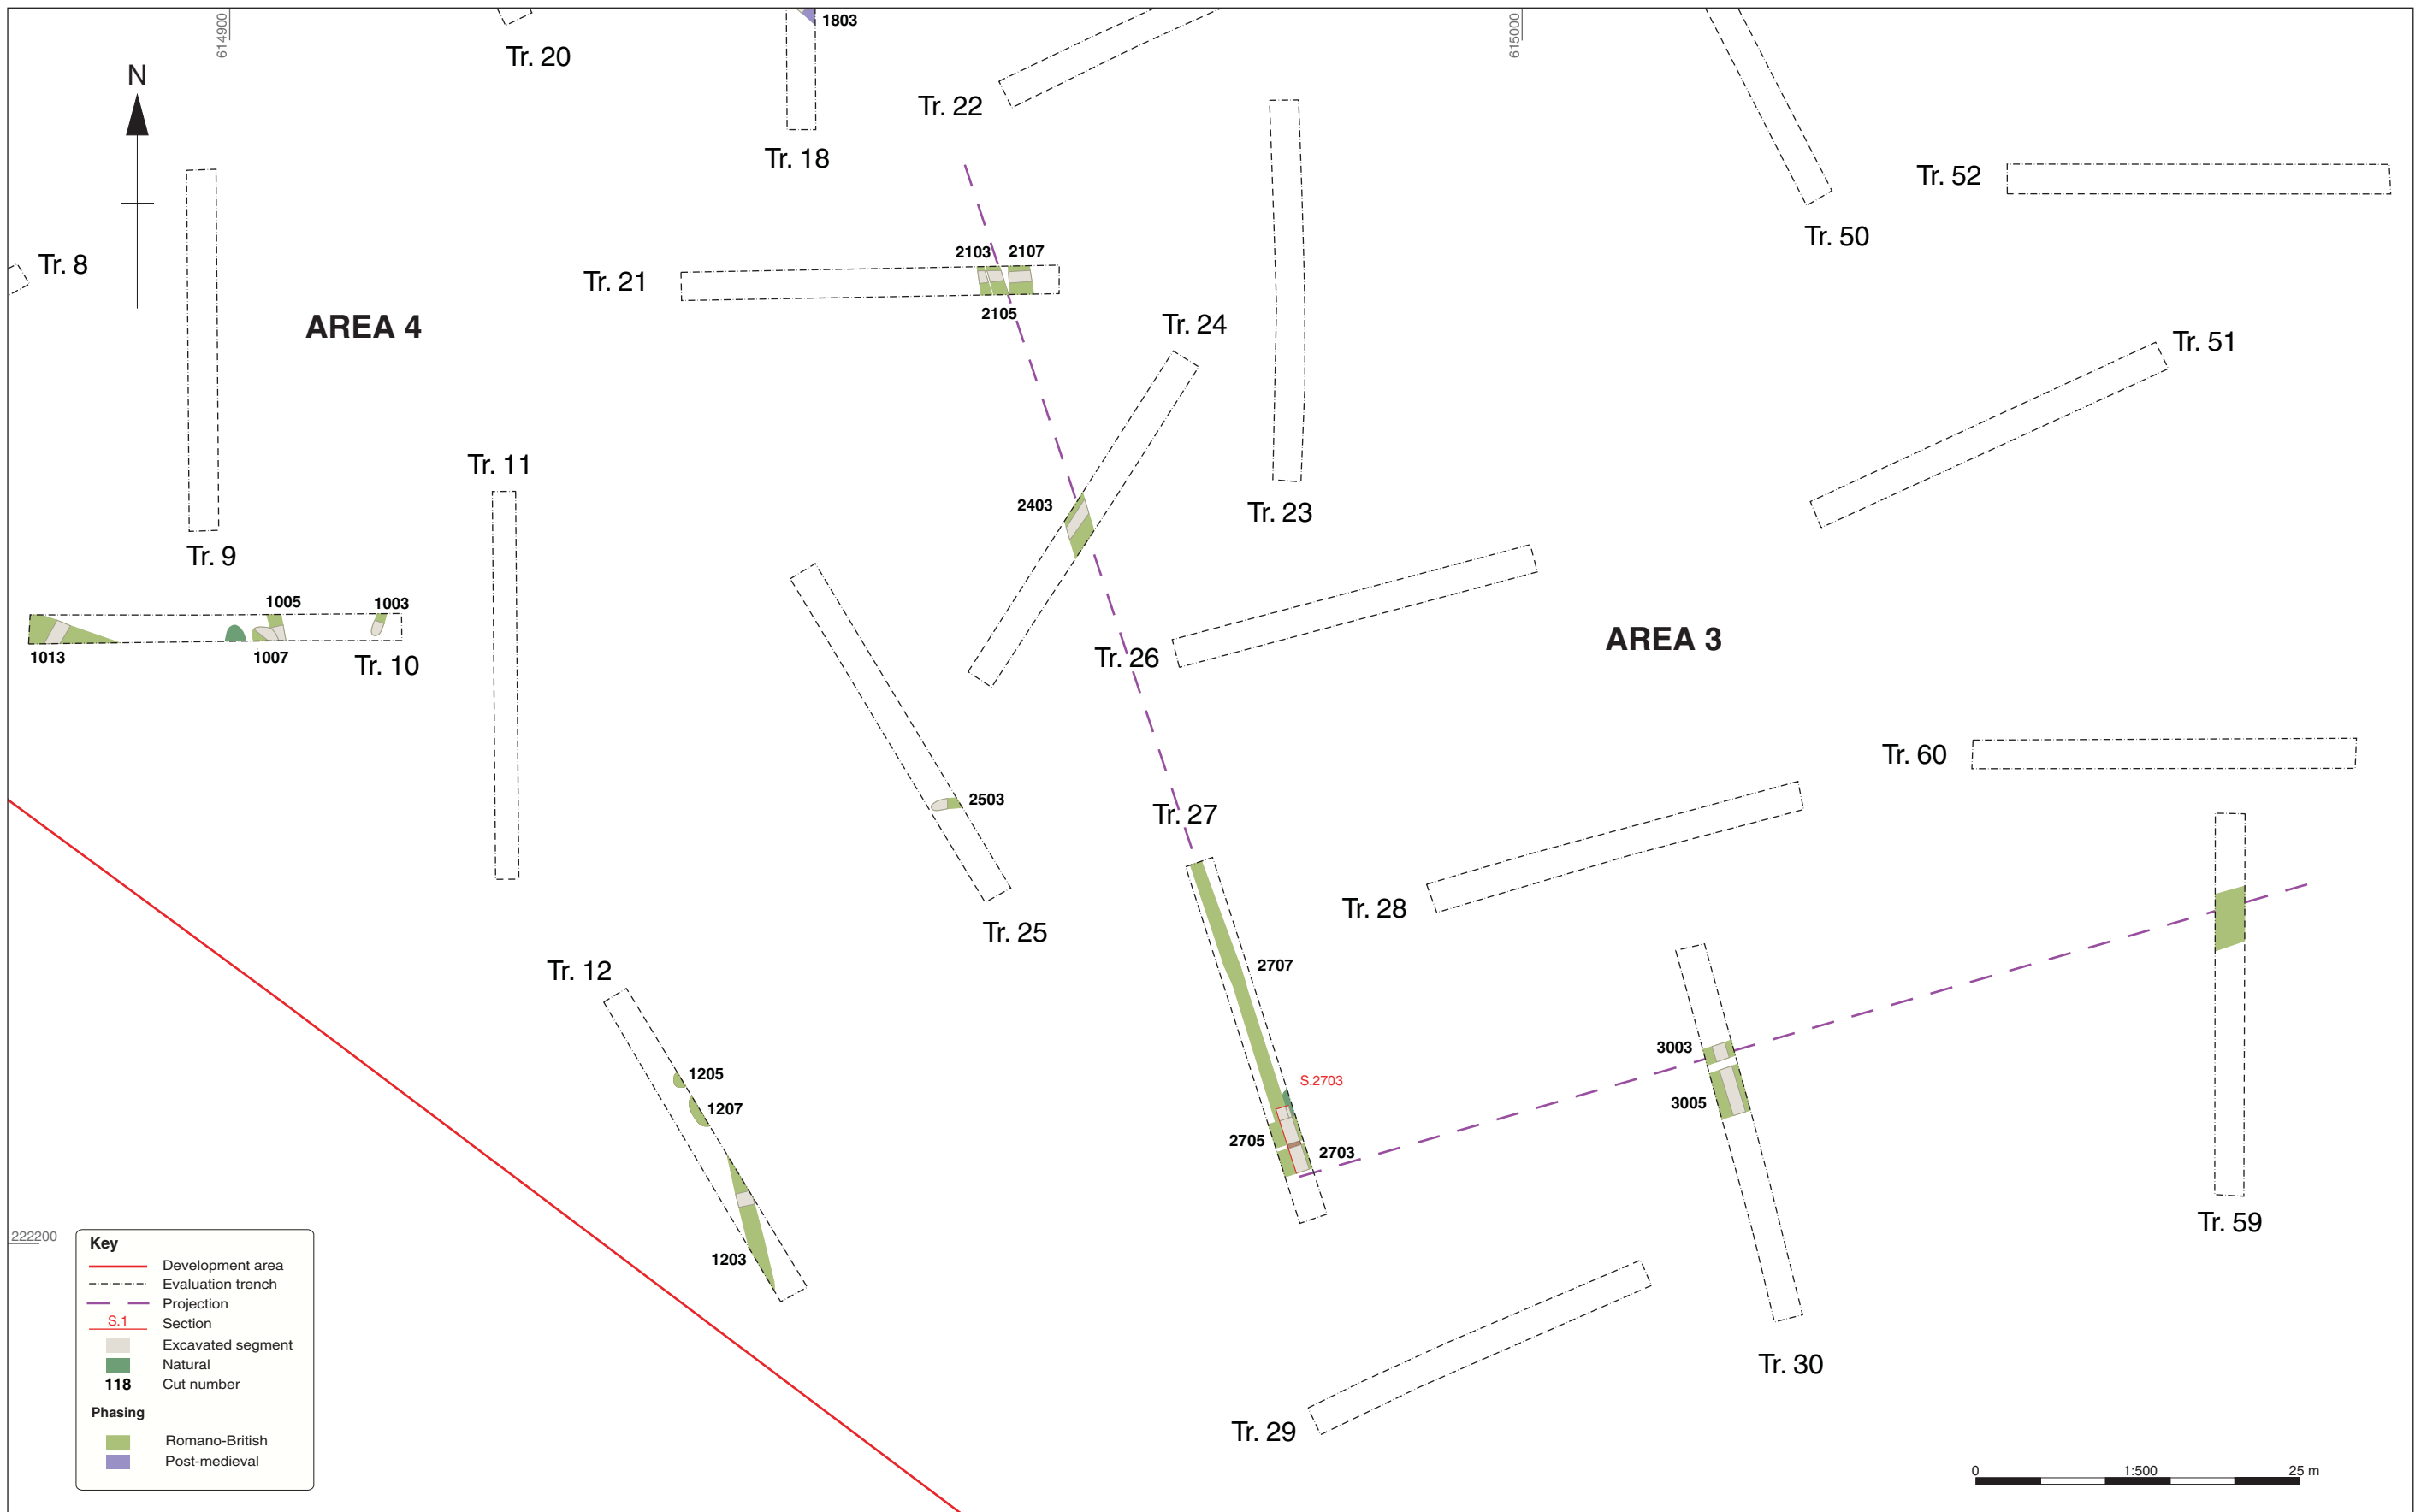 614900
615000
1803
Tr. 20
N
Tr. 22
Tr. 18
Tr. 52
Tr. 50
Tr. 8
2103
2107
Tr. 21
2105
AREA 4
Tr. 24
Tr. 51
Tr. 11
2403
Tr. 23
Tr. 9
1005
1003
AREA 3
1013
1007
Tr. 10
Tr. 26
Tr. 60
2503
Tr. 27
Tr. 28
Tr. 25
Tr. 12
2707
3003
1205
S.2703
3005
1207
2705
2703
Tr. 59
222200
1203
Key
Development area
Evaluation trench
Projection
S.1
Section
Excavated segment
Natural
118
Cut number
Phasing
Romano-British
Post-medieval
Tr. 30
Tr. 29
0
1:500
25 m